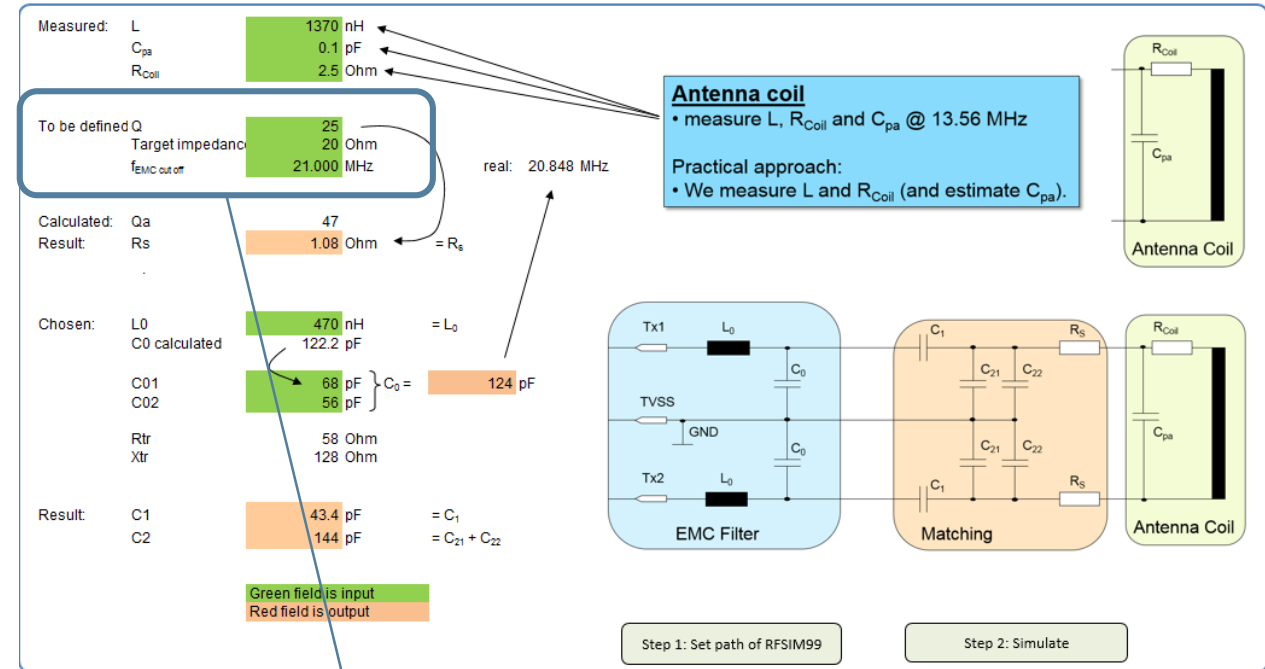 Measured: L 1370 nH
Cpa 0.1 pF
RCoil 2.5 Ohm
To be defined Q 25
Target impedanc 20 Ohm
fEMC cut off 21.000 MHz real: 20.848 MHz
Calculated: Qa 47
Result: Rs 1.08 Ohm = Rs
Chosen: L0 470 nH = L0
C0 calculated 122.2 pF
C01 68 pF C0 = 124 pF
C02 56 pF
Rtr 58 Ohm
Xtr 128 Ohm
Result: C1 43.4 pF = C1
C2 144 pF = C21 + C22
Green field is input
Red field is output
Antenna coil
• measure L, RCoil and Cpa @ 13.56 MHz
Practical approach:
• We measure L and RCoil (and estimate Cpa).
RCoil
Cpa
Antenna Coil
Tx1 L0 C1 RS RCoil
C0 C21 C22
TVSS
GND
Cpa
C0 C21 C22
Tx2 L0 C1 RS
EMC Filter Matching Antenna Coil
Step 1: Set path of RFSIM99 Step 2: Simulate